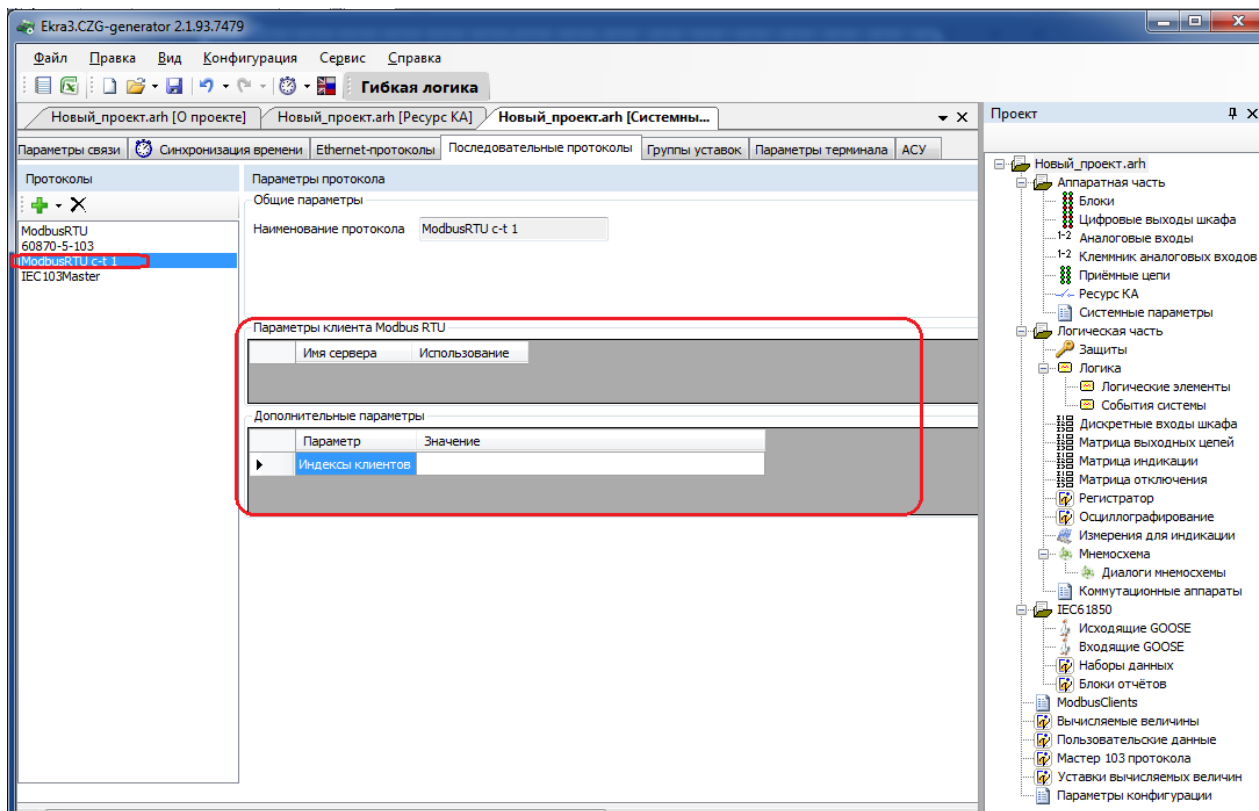 Ekra3.CZG-generator 2.1.93.7479
Файл Правка Вид Конфигурация Сервис Справка
Гибкая логика
Новый_проект.arh [О проекте] Новый_проект.arh [Ресурс КА] Новый_проект.arh [Системны...
Параметры связи Синхронизация времени Ethernet-протоколы Последовательные протоколы Группы уставок Параметры терминала АСУ
Протоколы
ModbusRTU
60870-5-103
ModbusRTU c-t 1
IEC103Master
Параметры протокола
Общие параметры
Наименование протокола ModbusRTU c-t 1
Параметры клиента Modbus RTU
Имя сервера Использование
Дополнительные параметры
Параметр Значение
Индексы клиентов
Проект
Новый_проект.arh
Аппаратная часть
Блоки
Цифровые выходы шкафа
1-2 Аналоговые входы
1-2 Клеммник аналоговых входов
Приёмные цепи
Ресурс КА
Системные параметры
Логическая часть
Защиты
Логика
Логические элементы
События системы
Дискретные входы шкафа
Матрица выходных цепей
Матрица индикации
Матрица отключения
Регистратор
Осциллографирование
Измерения для индикации
Мнемосхема
Диалоги мнемосхемы
Коммутационные аппараты
IEC61850
Исходящие GOOSE
Входящие GOOSE
Наборы данных
Блоки отчётов
ModbusClients
Вычисляемые величины
Пользовательские данные
Мастер 103 протокола
Уставки вычисляемых величин
Параметры конфигурации